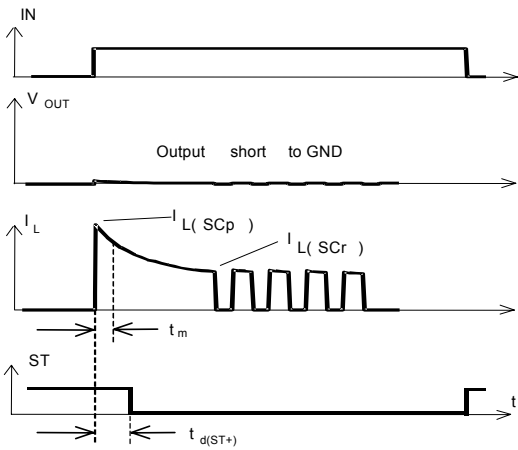 IN
V OUT
Output short to GND
I L
I L( SCp )
I L( SCr )
t m
ST
t
t d(ST+)